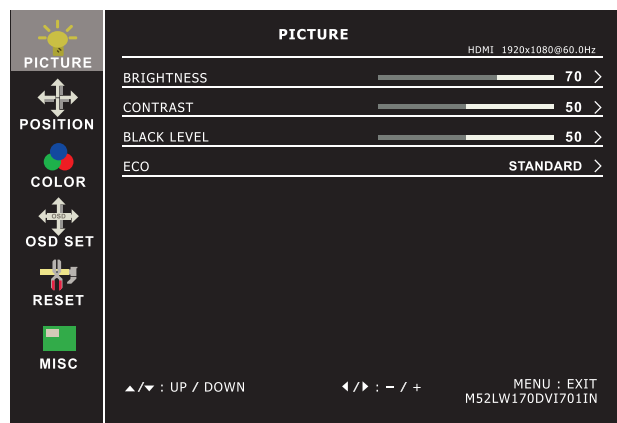 PICTURE
POSITION
COLOR
OSD
OSD SET
RESET
MISC
PICTURE
HDMI 1920x1080@60.0Hz
BRIGHTNESS 70 >
CONTRAST 50 >
BLACK LEVEL 50 >
ECO STANDARD >
▲/▼ : UP / DOWN ◀/▶ : – / + MENU : EXIT
M52LW170DVI701IN